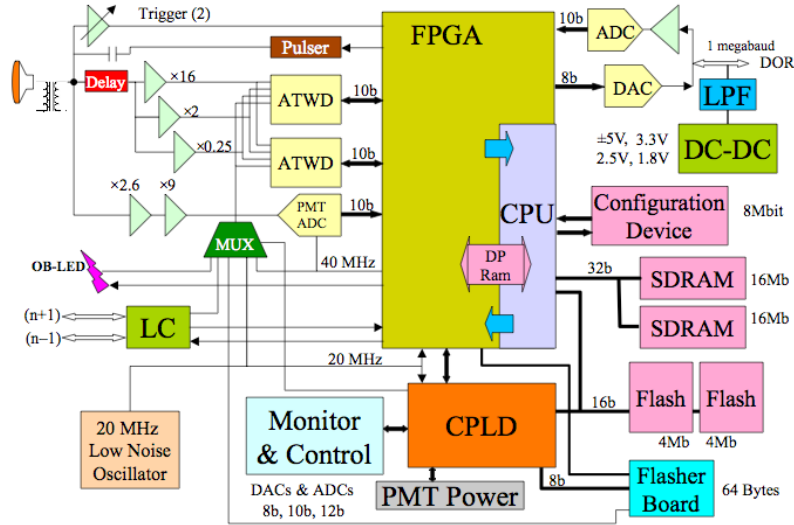 Trigger (2)
FPGA
10b
ADC
1 megabaud
DOR
Pulser
Delay
×16
ATWD
10b
8b
DAC
LPF
×2
×0.25
ATWD
10b
±5V, 3.3V
2.5V, 1.8V
DC-DC
×2.6
×9
PMT
ADC
10b
CPU
Configuration
Device
8Mbit
MUX
OB-LED
40 MHz
DP
Ram
32b
SDRAM
16Mb
(n+1)
LC
SDRAM
16Mb
(n−1)
20 MHz
20 MHz
Low Noise
Oscillator
Monitor
& Control
CPLD
16b
Flash
Flash
4Mb
4Mb
DACs & ADCs
8b, 10b, 12b
PMT Power
8b
Flasher
Board
64 Bytes